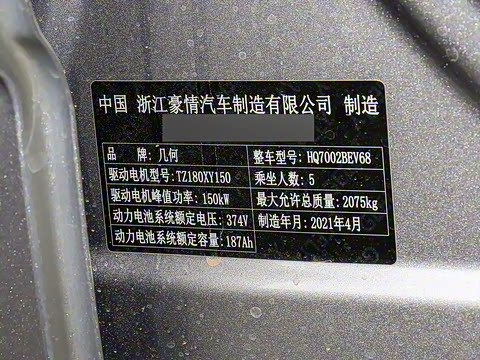 中国 浙江豪情汽车制造有限公司 制造
品 牌:几何 整车型号:HQ7002BEV68
驱动电机型号:TZ180XY150 乘坐人数:5
驱动电机峰值功率:150kW 最大允许总质量:2075kg
动力电池系统额定电压:374V 制造年月:2021年4月
动力电池系统额定容量:187Ah